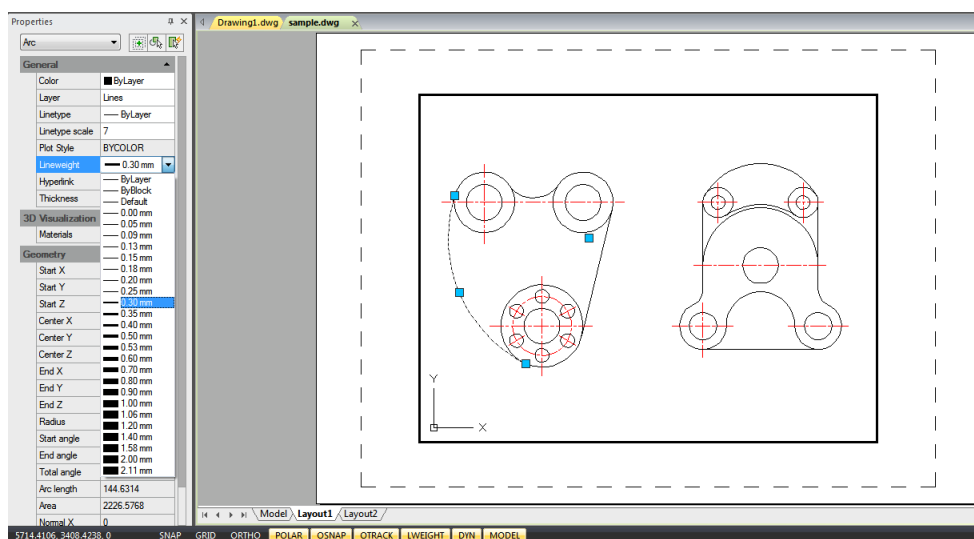 Properties
Drawing1.dwg sample.dwg
Arc
General
Color ByLayer
Layer Lines
Linetype ByLayer
Linetype scale 7
Plot Style BYCOLOR
Lineweight 0.30 mm
Hyperlink
Thickness
3D Visualization
Materials
Geometry
Start X
Start Y
Start Z
Center X
Center Y
Center Z
End X
End Y
End Z
Radius
Start angle
End angle
Total angle
Arc length 144.6314
Area 2226.5768
Normal X 0
ByLayer
ByBlock
Default
0.00 mm
0.05 mm
0.09 mm
0.13 mm
0.15 mm
0.18 mm
0.20 mm
0.25 mm
0.30 mm
0.35 mm
0.40 mm
0.50 mm
0.53 mm
0.60 mm
0.70 mm
0.80 mm
0.90 mm
1.00 mm
1.06 mm
1.20 mm
1.40 mm
1.58 mm
2.00 mm
2.11 mm
Y
X
Model Layout1 Layout2
5714.4106, 3408.4238, 0 SNAP GRID ORTHO POLAR OSNAP OTRACK LWEIGHT DYN MODEL